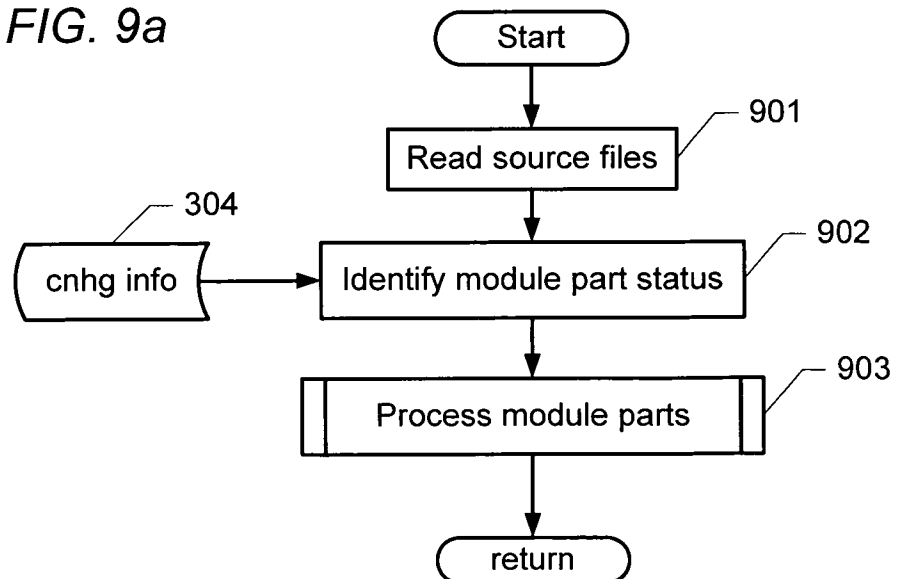 FIG. 9a
Start
901
Read source files
304
902
cnhg info
Identify module part status
903
Process module parts
return